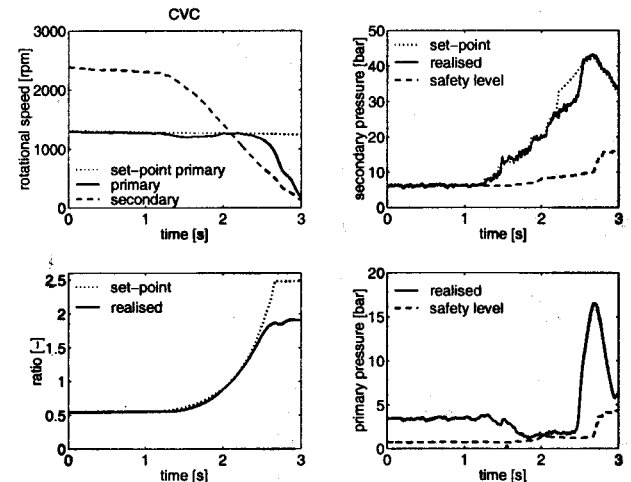 CVC
3000
2000
1000
0
rotational speed [rpm]
set-point primary
primary
secondary
0 1 2 3
time [s]
50
40
30
20
10
0
secondary pressure [bar]
set-point
realised
safety level
0 1 2 3
time [s]
2.5
2
1.5
1
0.5
0
ratio [-]
set-point
realised
0 1 2 3
time [s]
20
15
10
5
0
primary pressure [bar]
realised
safety level
0 1 2 3
time [s]